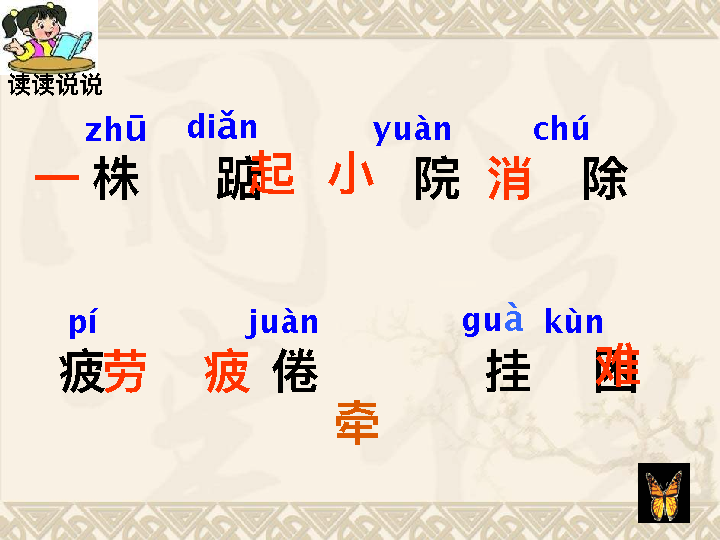 读读说说
zhū diǎn yuàn chú
一株 踮起 小院 消除
pí juàn guà kùn
疲劳 疲倦 挂 困难
牵